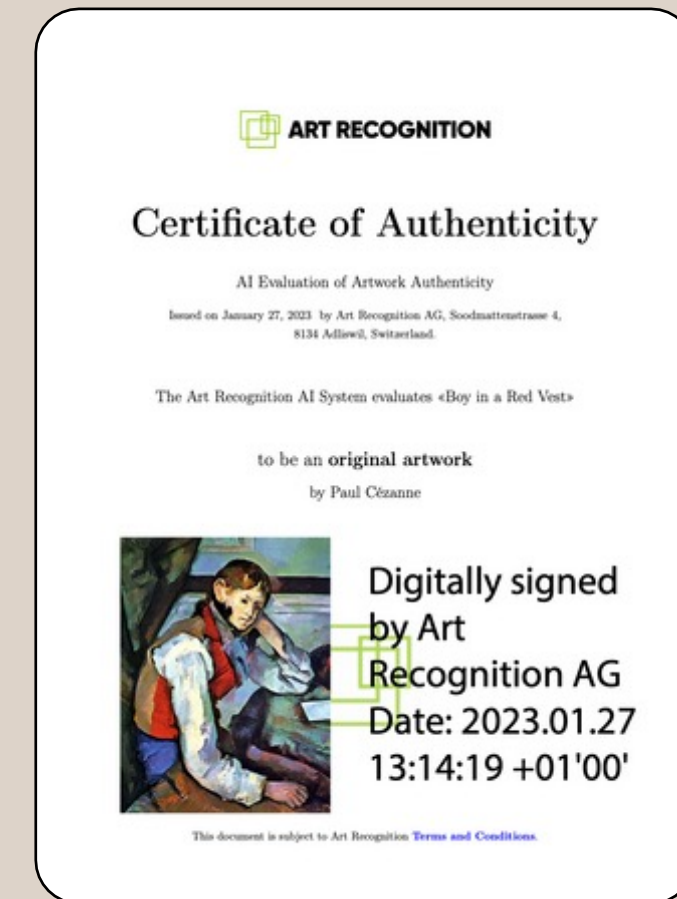 ART RECOGNITION
Certificate of Authenticity
AI Evaluation of Artwork Authenticity
Issued on January 27, 2023 by Art Recognition AG, Soodmattenstrasse 4,
8134 Adliswil, Switzerland.
The Art Recognition AI System evaluates «Boy in a Red Vest»
to be an original artwork
by Paul Cézanne
Digitally signed
by Art
Recognition AG
Date: 2023.01.27
13:14:19 +01'00'
This document is subject to Art Recognition Terms and Conditions.